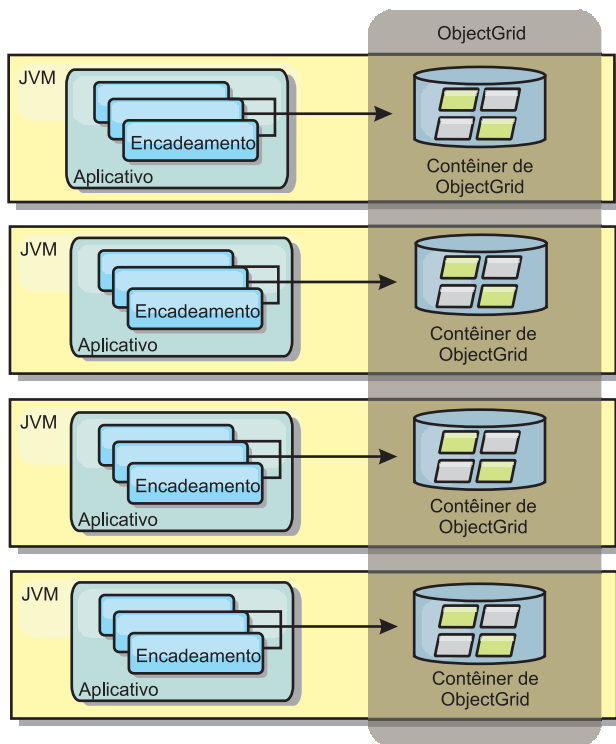 ObjectGrid
JVM
Encadeamento
Aplicativo
Contêiner de
ObjectGrid
JVM
Encadeamento
Aplicativo
Contêiner de
ObjectGrid
JVM
Encadeamento
Aplicativo
Contêiner de
ObjectGrid
JVM
Encadeamento
Aplicativo
Contêiner de
ObjectGrid